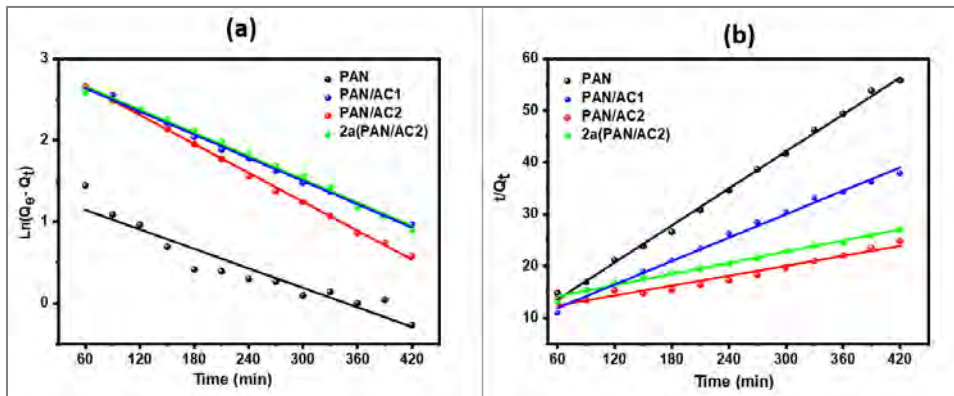 (a)
Ln(Qe- Qt)
3
2
1
0
PAN
PAN/AC1
PAN/AC2
2a(PAN/AC2)
60 120 180 240 300 360 420
Time (min)
(b)
t/Qt
60
50
40
30
20
10
PAN
PAN/AC1
PAN/AC2
2a(PAN/AC2)
60 120 180 240 300 360 420
Time (min)